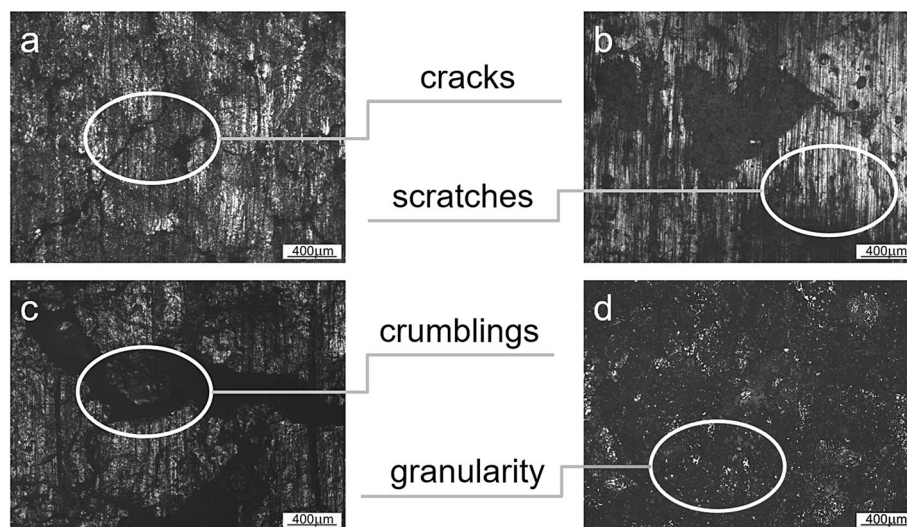 a
b
cracks
scratches
400µm
400µm
c
d
crumblings
granularity
400µm
400µm